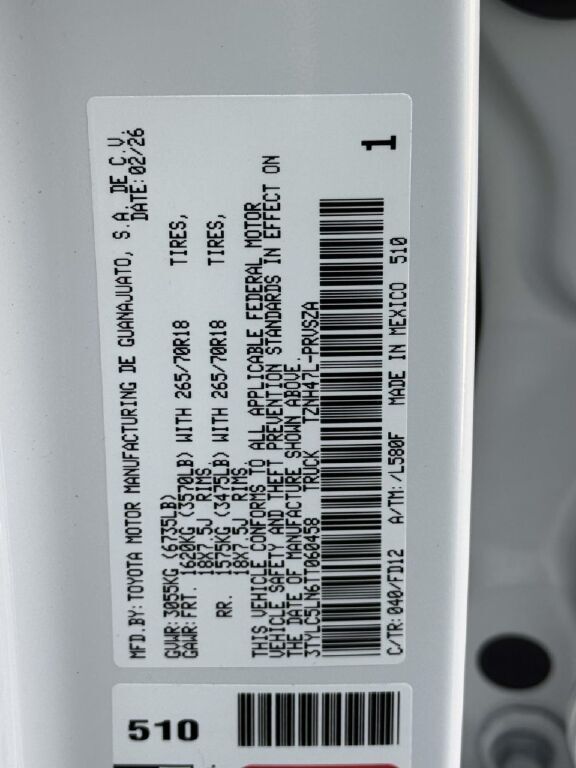 MFD.BY: TOYOTA MOTOR MANUFACTURING DE GUANAJUATO, S.A. DE C.V.
DATE: 02/26
GVWR: 3055KG (6735LB)
GAWR: FRT. 1620KG (3570LB) WITH 265/70R18 TIRES,
18X7.5J RIMS
RR. 1575KG (3475LB) WITH 265/70R18 TIRES,
18X7.5J RIMS
THIS VEHICLE CONFORMS TO ALL APPLICABLE FEDERAL MOTOR
VEHICLE SAFETY AND THEFT PREVENTION STANDARDS IN EFFECT ON
THE DATE OF MANUFACTURE SHOWN ABOVE.
3TYLC5LN6TT060458 TRUCK TZNH47L-PRVSZA
1
C/TR: 040/FD12 A/TM: /L580F MADE IN MEXICO 510
510